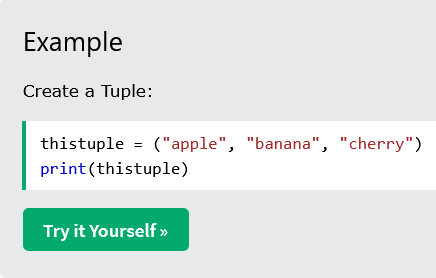 Example
Create a Tuple:
thistuple = ("apple", "banana", "cherry")
print(thistuple)
Try it Yourself »